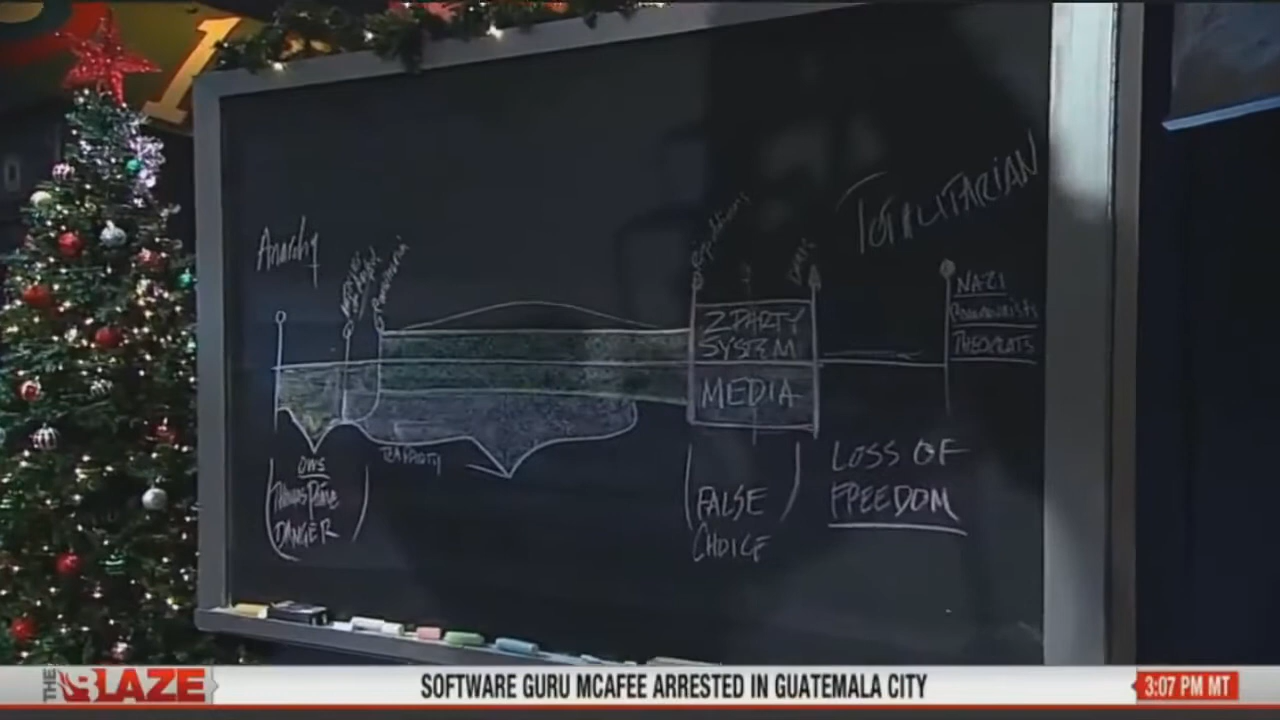 TOTALITARIAN
Anarchy
Republicans
NAZI
2 PARTY
SYSTEM
THEOCRATS
MEDIA
TEA PARTY
OWS
Thomas Paine
DANGER
FALSE
CHOICE
LOSS OF
FREEDOM
THE BLAZE
SOFTWARE GURU MCAFEE ARRESTED IN GUATEMALA CITY
3:07 PM MT